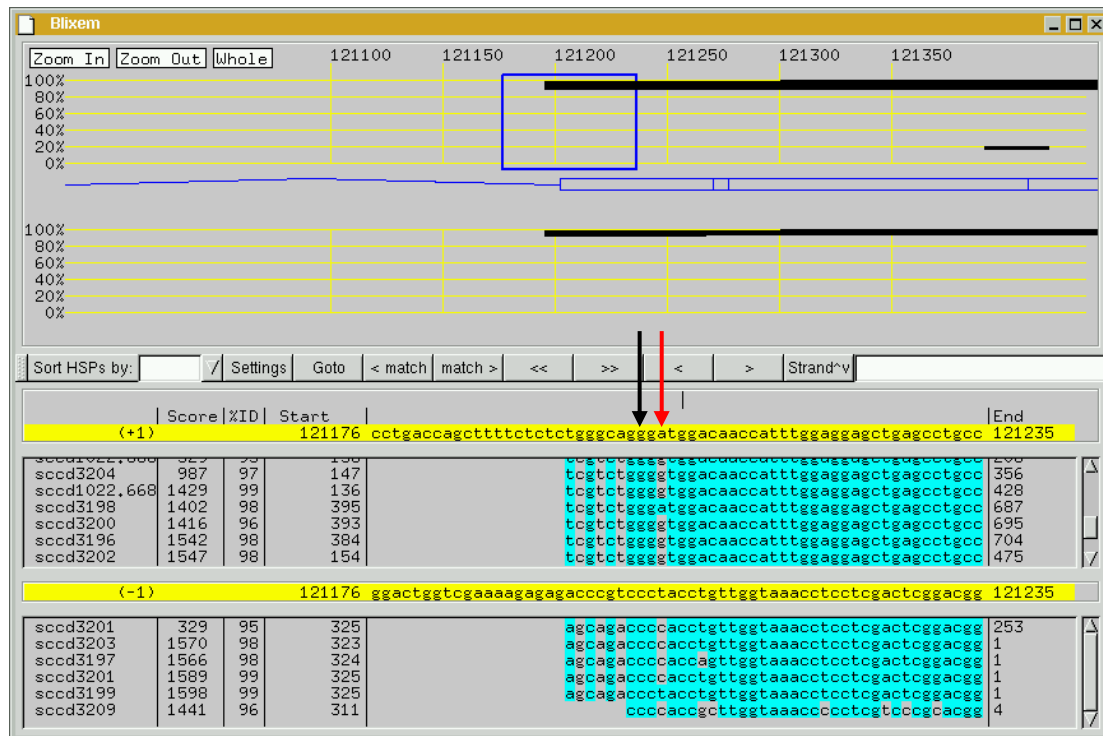 Blixem
Zoom In Zoom Out Whole 121100 121150 121200 121250 121300 121350
100%
80%
60%
40%
20%
0%
100%
80%
60%
40%
20%
0%
Sort HSPs by: Settings Goto < match match > << >> < > Strand^v
Score %ID Start End
(+1) 121176 cctgaccagcttttctctctgggcagggatggacaaccatttggaggagctgagcctgcc 121235
sccd3204 987 97 147 tcgtctggggtggacaaccatttggaggagctgagcctgcc 356
sccd1022.668 1429 99 136 tcgtctggggtggacaaccatttggaggagctgagcctgcc 428
sccd3198 1402 98 395 tcgtctgggatggacaaccatttggaggagctgagcctgcc 687
sccd3200 1416 96 393 tcgtctggggtggacaaccatttggaggagctgagcctgcc 695
sccd3196 1542 98 384 tcgtctggggtggacaaccatttggaggagctgagcctgcc 704
sccd3202 1547 98 154 tcgtctggggtggacaaccatttggaggagctgagcctgcc 475
(-1) 121176 ggactggtcgaaaagagagacccgtccctacctgttggtaaacctcctcgactcggacgg 121235
sccd3201 329 95 325 agcagaccccacctgttggtaaacctcctcgactcggacgg 253
sccd3203 1570 98 323 agcagaccccacctgttggtaaacctcctcgactcggacgg 1
sccd3197 1566 98 324 agcagaccccaccagttggtaaacctcctcgactcggacgg 1
sccd3201 1589 99 325 agcagaccccacctgttggtaaacctcctcgactcggacgg 1
sccd3199 1598 99 325 agcagaccctacctgttggtaaacctcctcgactcggacgg 1
sccd3209 1441 96 311 ccccaccgcttggtaaaccccctcgtcccgcacgg 4